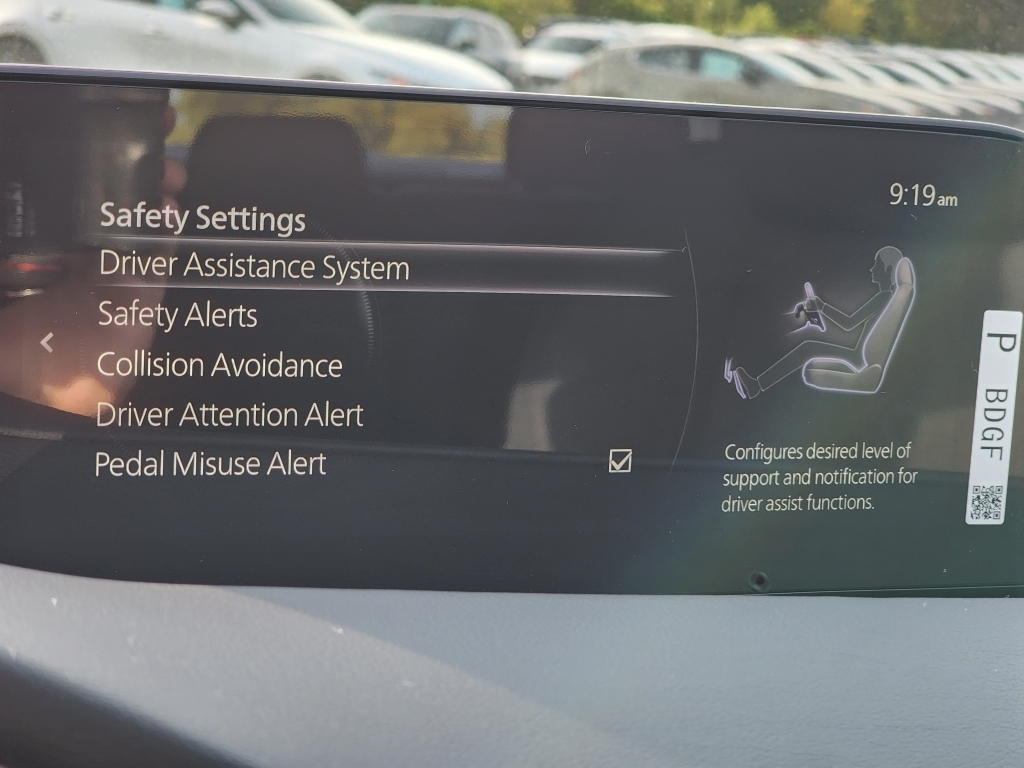 9:19am
Safety Settings
Driver Assistance System
Safety Alerts
Collision Avoidance
Driver Attention Alert
Pedal Misuse Alert
Configures desired level of
support and notification for
driver assist functions.
P BDGF